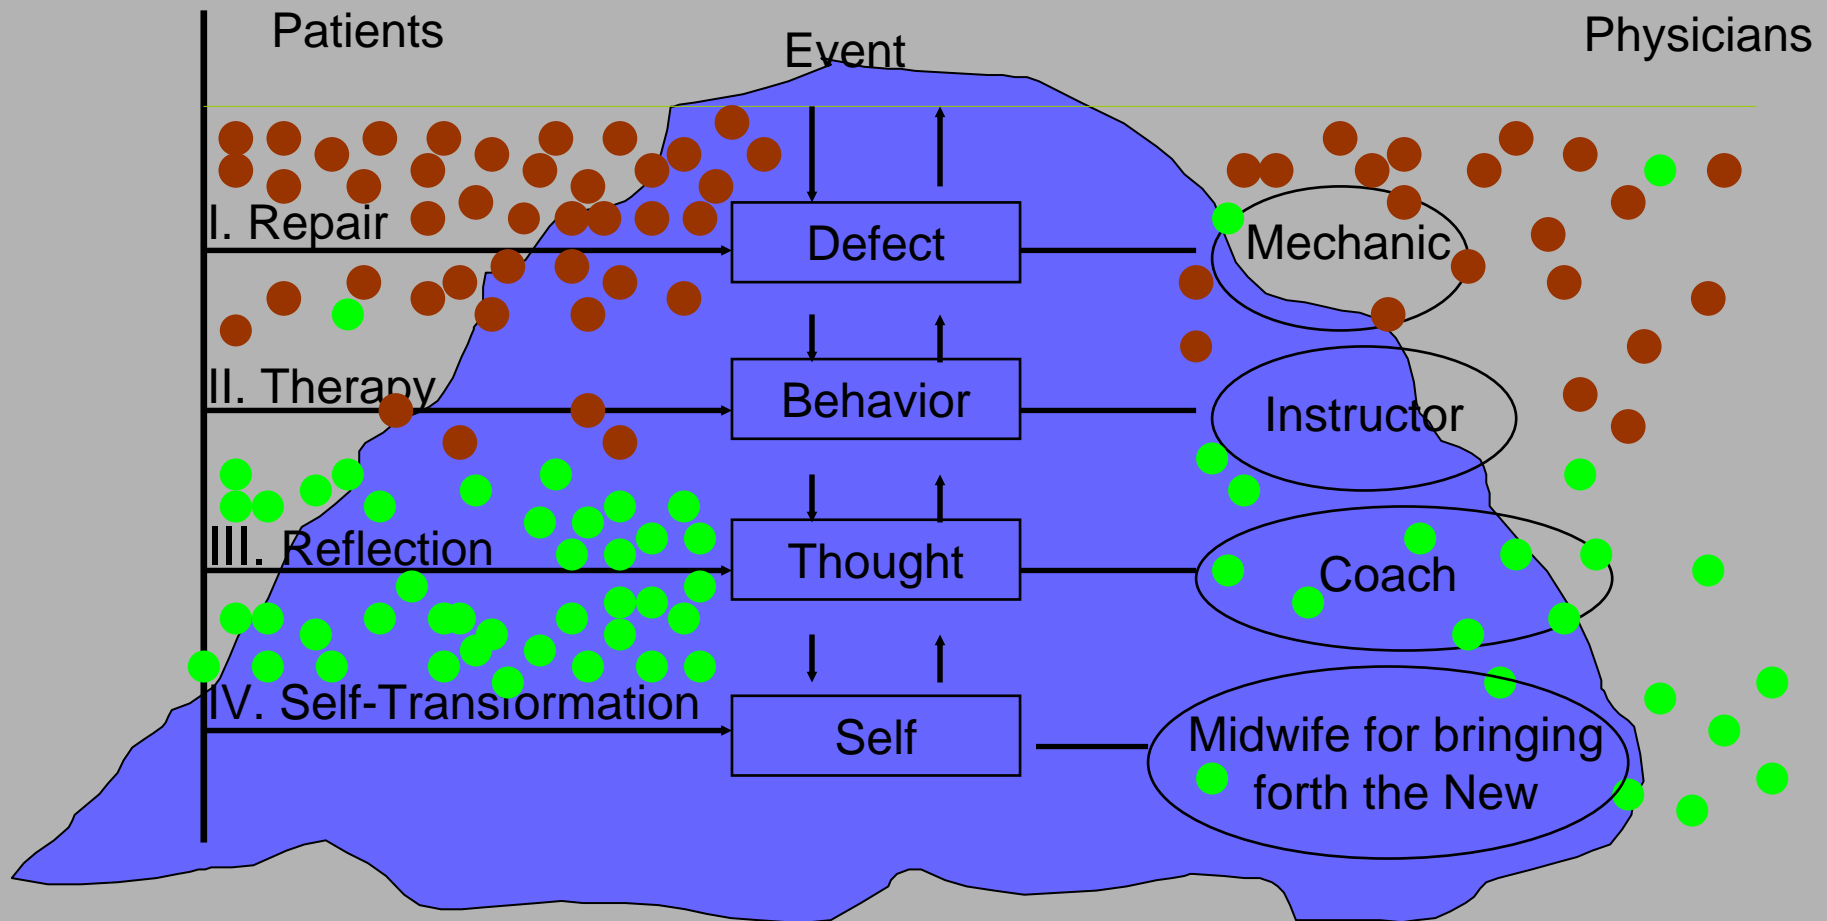 Patients
Event
Physicians
I. Repair
Defect
Mechanic
II. Therapy
Behavior
Instructor
III. Reflection
Thought
Coach
IV. Self-Transformation
Self
Midwife for bringing
forth the New